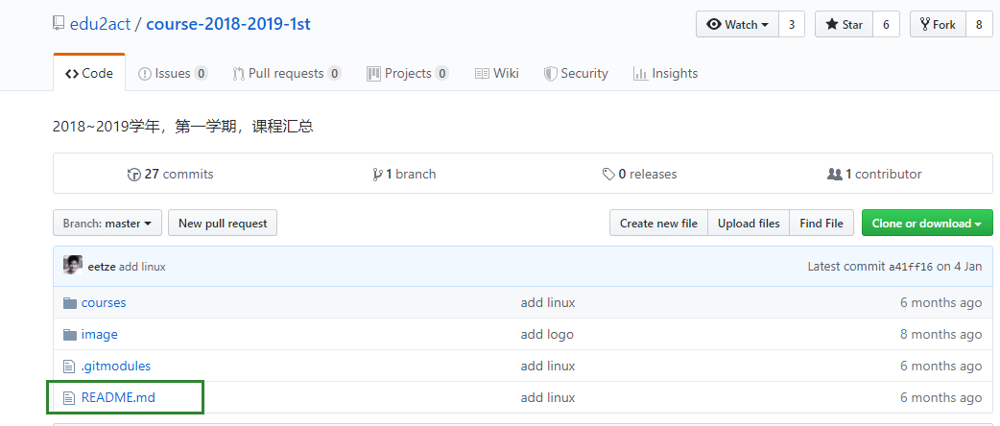 edu2act / course-2018-2019-1st
Watch 3 Star 6 Fork 8
Code Issues 0 Pull requests 0 Projects 0 Wiki Security Insights
2018~2019学年，第一学期，课程汇总
27 commits 1 branch 0 releases 1 contributor
Branch: master New pull request Create new file Upload files Find File Clone or download
eetze add linux Latest commit a41ff16 on 4 Jan
courses add linux 6 months ago
image add logo 8 months ago
.gitmodules add linux 6 months ago
README.md add linux 6 months ago